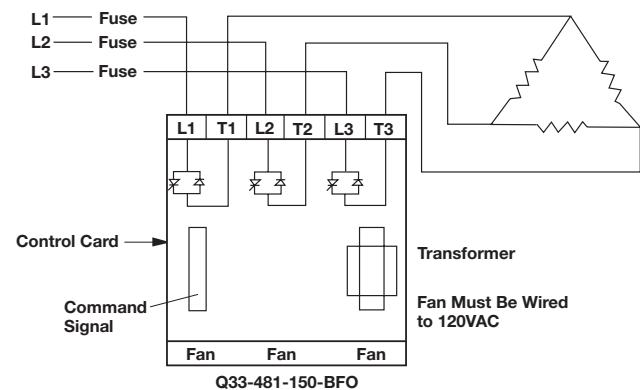 L1 Fuse
L2 Fuse
L3 Fuse
L1 T1 L2 T2 L3 T3
Control Card
Transformer
Command
Signal
Fan Must Be Wired
to 120VAC
Fan Fan Fan
Q33-481-150-BFO